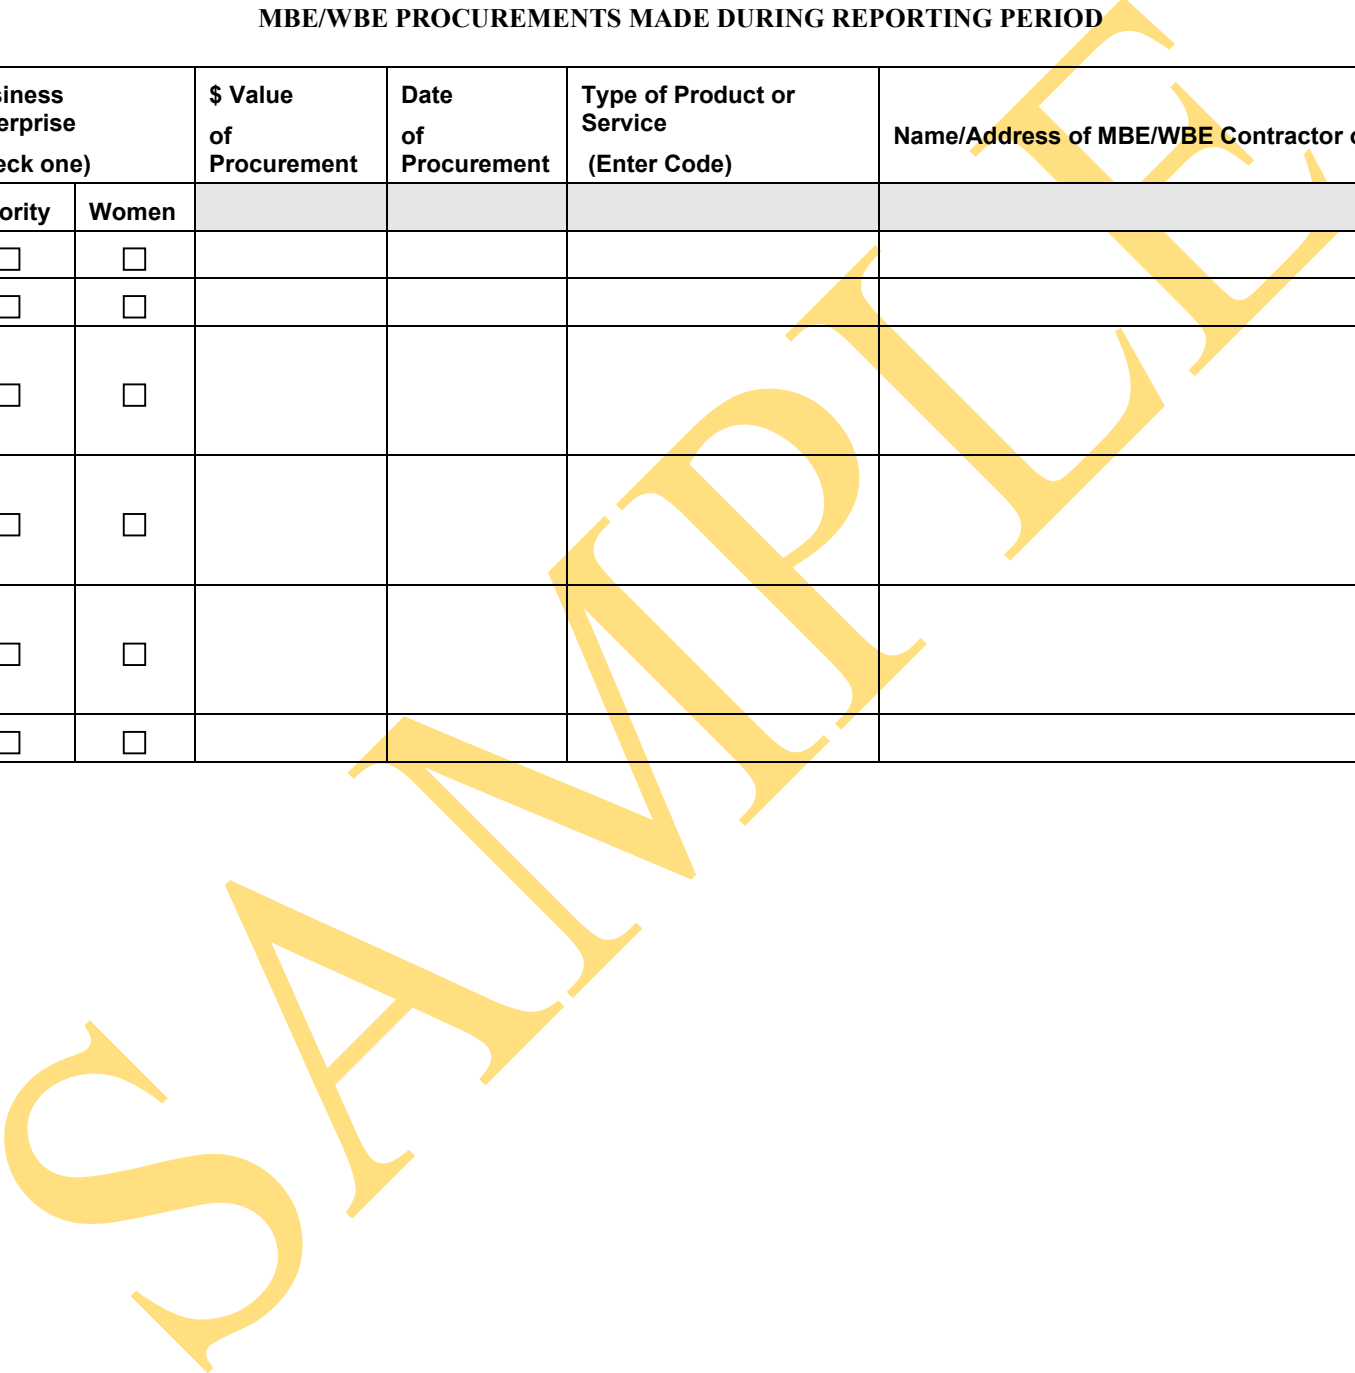 MBE/WBE PROCUREMENTS MADE DURING REPORTING PERIOD
siness
erprise
eck one)
$ Value
of
Procurement
Date
of
Procurement
Type of Product or
Service
(Enter Code)
Name/Address of MBE/WBE Contractor o
ority
Women
SAMPLE